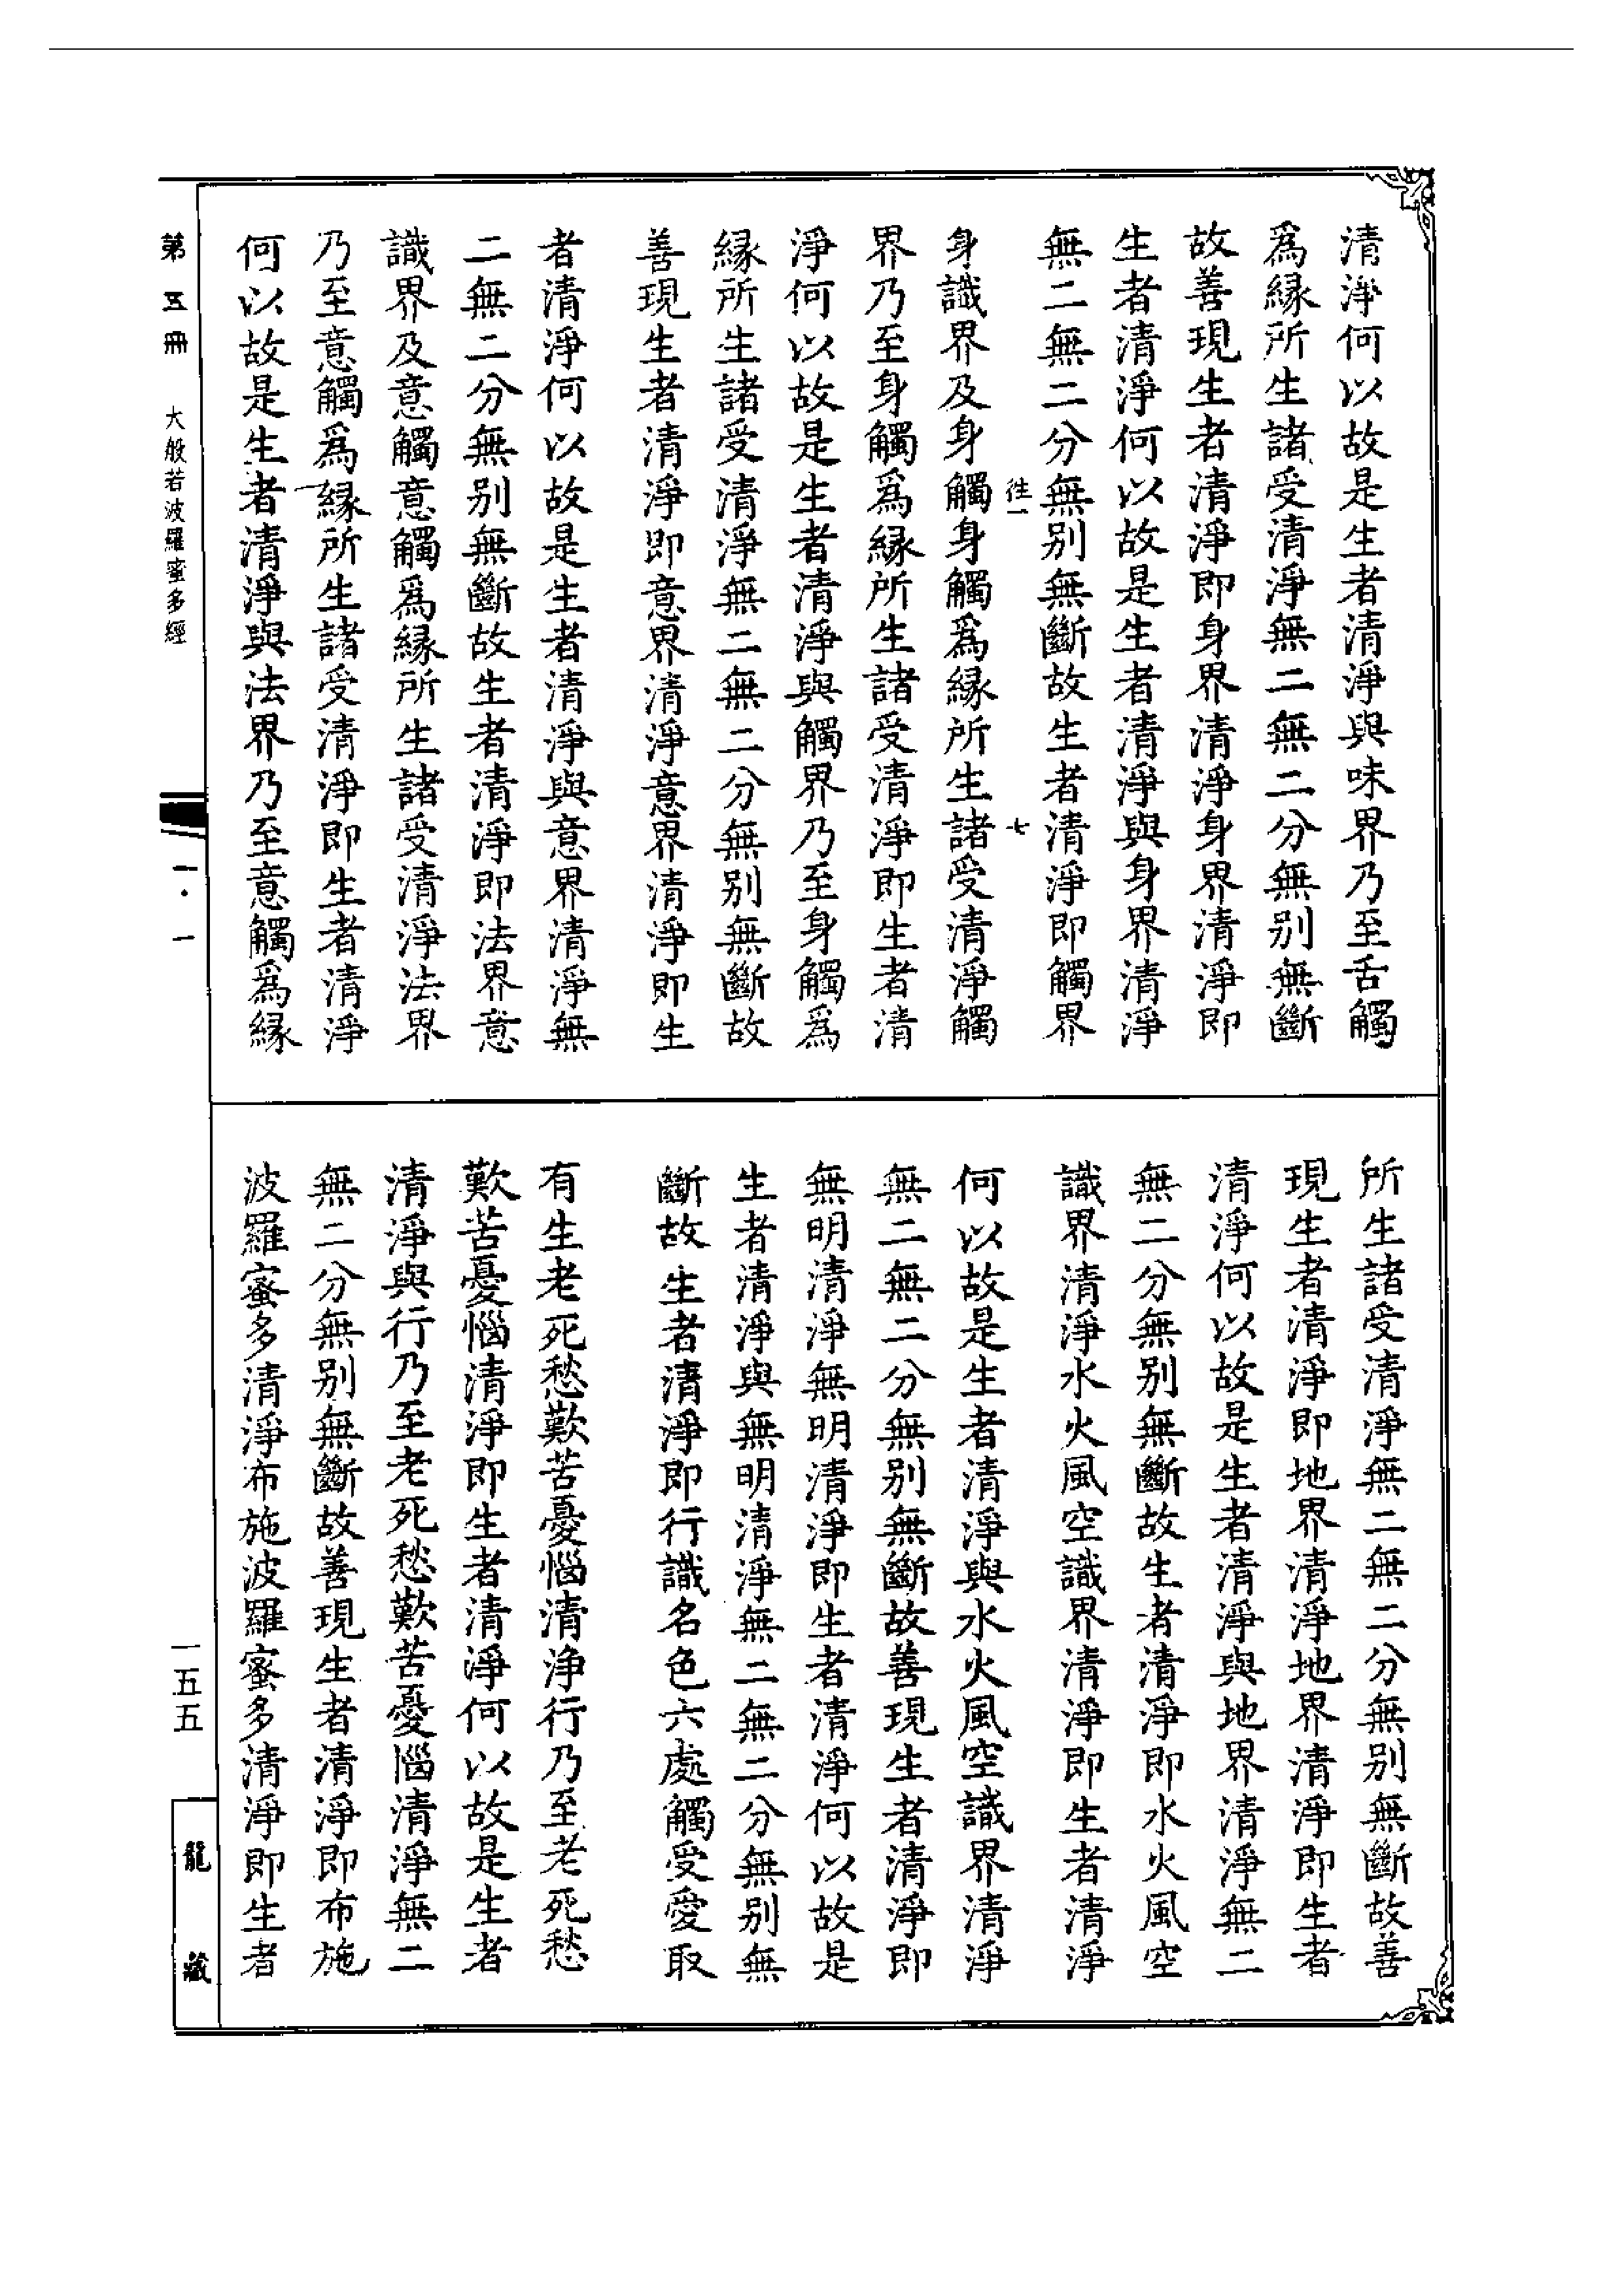 清淨何以故是生者清淨與味界乃至舌觸
爲緣所生諸受清淨無二無二分無别無斷
故善現生者清淨即身界清淨身界清淨即
生者清淨何以故是生者清淨與身界清淨
無二無二分無别無斷故生者清淨即觸界
徃一 七
身識界及身觸身觸爲緣所生諸受清淨觸
界乃至身觸爲緣所生諸受清淨即生者清
淨何以故是生者清淨與觸界乃至身觸爲
緣所生諸受清淨無二無二分無别無斷故
善現生者清淨即意界清淨意界清淨即生
者清淨何以故是生者清淨與意界清淨無
二無二分無别無斷故生者清淨即法界意
識界及意觸意觸爲緣所生諸受清淨法界
乃至意觸爲緣所生諸受清淨即生者清淨
何以故是生者清淨與法界乃至意觸爲緣
所生諸受清淨無二無二分無别無斷故善
現生者清淨即地界清淨地界清淨即生者
清淨何以故是生者清淨與地界清淨無二
無二分無别無斷故生者清淨即水火風空
識界清淨水火風空識界清淨即生者清淨
何以故是生者清淨與水火風空識界清淨
無二無二分無别無斷故善現生者清淨即
無明清淨無明清淨即生者清淨何以故是
生者清淨與無明清淨無二無二分無别無
斷故生者清淨即行識名色六處觸受愛取
有生老死愁歎苦憂惱清淨行乃至老死愁
歎苦憂惱清淨即生者清淨何以故是生者
清淨與行乃至老死愁歎苦憂惱清淨無二
無二分無别無斷故善現生者清淨即布施
波羅蜜多清淨布施波羅蜜多清淨即生者
第五冊 大般若波羅蜜多經 一·一
一五五
龍藏